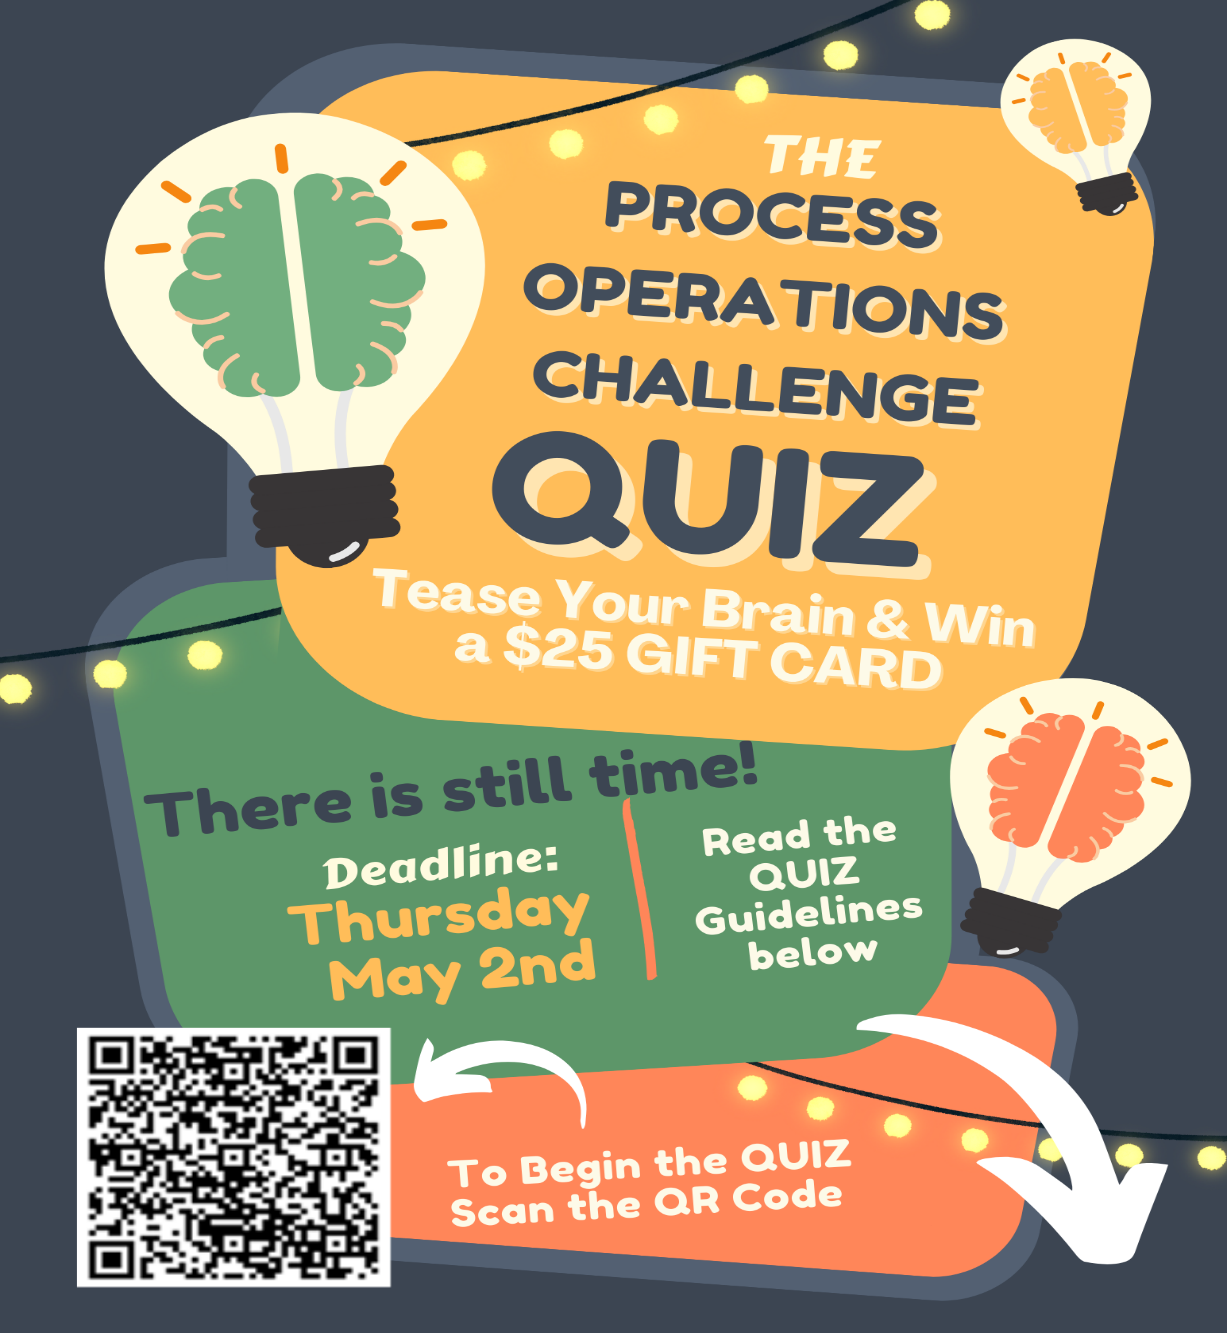 THE
PROCESS
OPERATIONS
CHALLENGE
QUIZ
Tease Your Brain & Win
a $25 GIFT CARD
There is still time!
Deadline:
Thursday
May 2nd
Read the
QUIZ
Guidelines
below
To Begin the QUIZ
Scan the QR Code